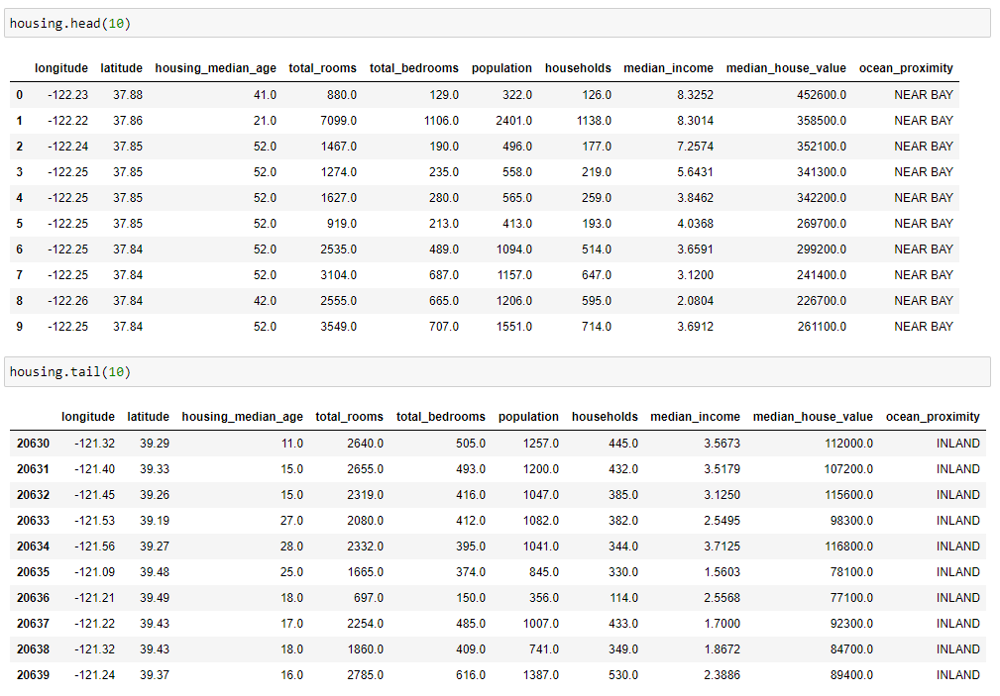 housing.head(10)
longitude latitude housing_median_age total_rooms total_bedrooms population households median_income median_house_value ocean_proximity
0 -122.23 37.88 41.0 880.0 129.0 322.0 126.0 8.3252 452600.0 NEAR BAY
1 -122.22 37.86 21.0 7099.0 1106.0 2401.0 1138.0 8.3014 358500.0 NEAR BAY
2 -122.24 37.85 52.0 1467.0 190.0 496.0 177.0 7.2574 352100.0 NEAR BAY
3 -122.25 37.85 52.0 1274.0 235.0 558.0 219.0 5.6431 341300.0 NEAR BAY
4 -122.25 37.85 52.0 1627.0 280.0 565.0 259.0 3.8462 342200.0 NEAR BAY
5 -122.25 37.85 52.0 919.0 213.0 413.0 193.0 4.0368 269700.0 NEAR BAY
6 -122.25 37.84 52.0 2535.0 489.0 1094.0 514.0 3.6591 299200.0 NEAR BAY
7 -122.25 37.84 52.0 3104.0 687.0 1157.0 647.0 3.1200 241400.0 NEAR BAY
8 -122.26 37.84 42.0 2555.0 665.0 1206.0 595.0 2.0804 226700.0 NEAR BAY
9 -122.25 37.84 52.0 3549.0 707.0 1551.0 714.0 3.6912 261100.0 NEAR BAY
housing.tail(10)
longitude latitude housing_median_age total_rooms total_bedrooms population households median_income median_house_value ocean_proximity
20630 -121.32 39.29 11.0 2640.0 505.0 1257.0 445.0 3.5673 112000.0 INLAND
20631 -121.40 39.33 15.0 2655.0 493.0 1200.0 432.0 3.5179 107200.0 INLAND
20632 -121.45 39.26 15.0 2319.0 416.0 1047.0 385.0 3.1250 115600.0 INLAND
20633 -121.53 39.19 27.0 2080.0 412.0 1082.0 382.0 2.5495 98300.0 INLAND
20634 -121.56 39.27 28.0 2332.0 395.0 1041.0 344.0 3.7125 116800.0 INLAND
20635 -121.09 39.48 25.0 1665.0 374.0 845.0 330.0 1.5603 78100.0 INLAND
20636 -121.21 39.49 18.0 697.0 150.0 356.0 114.0 2.5568 77100.0 INLAND
20637 -121.22 39.43 17.0 2254.0 485.0 1007.0 433.0 1.7000 92300.0 INLAND
20638 -121.32 39.43 18.0 1860.0 409.0 741.0 349.0 1.8672 84700.0 INLAND
20639 -121.24 39.37 16.0 2785.0 616.0 1387.0 530.0 2.3886 89400.0 INLAND